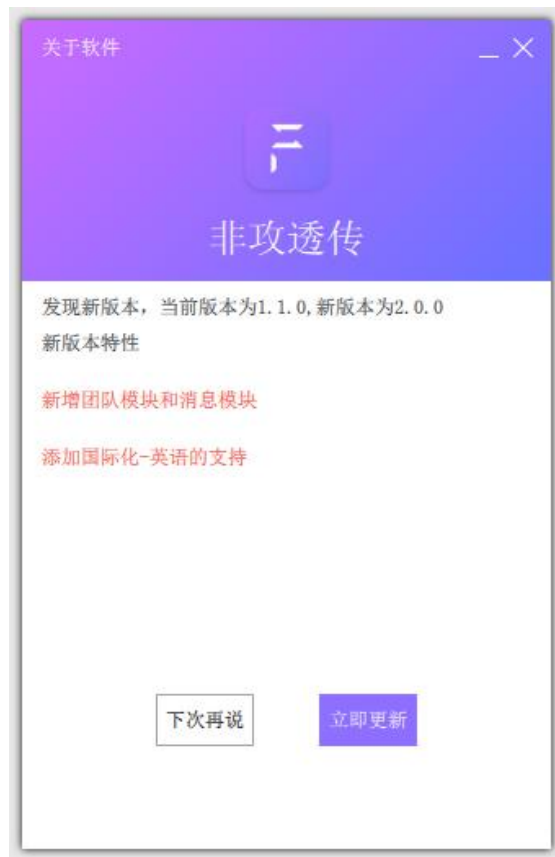 关于软件
非攻透传
发现新版本，当前版本为1.1.0,新版本为2.0.0
新版本特性
新增团队模块和消息模块
添加国际化-英语的支持
下次再说
立即更新